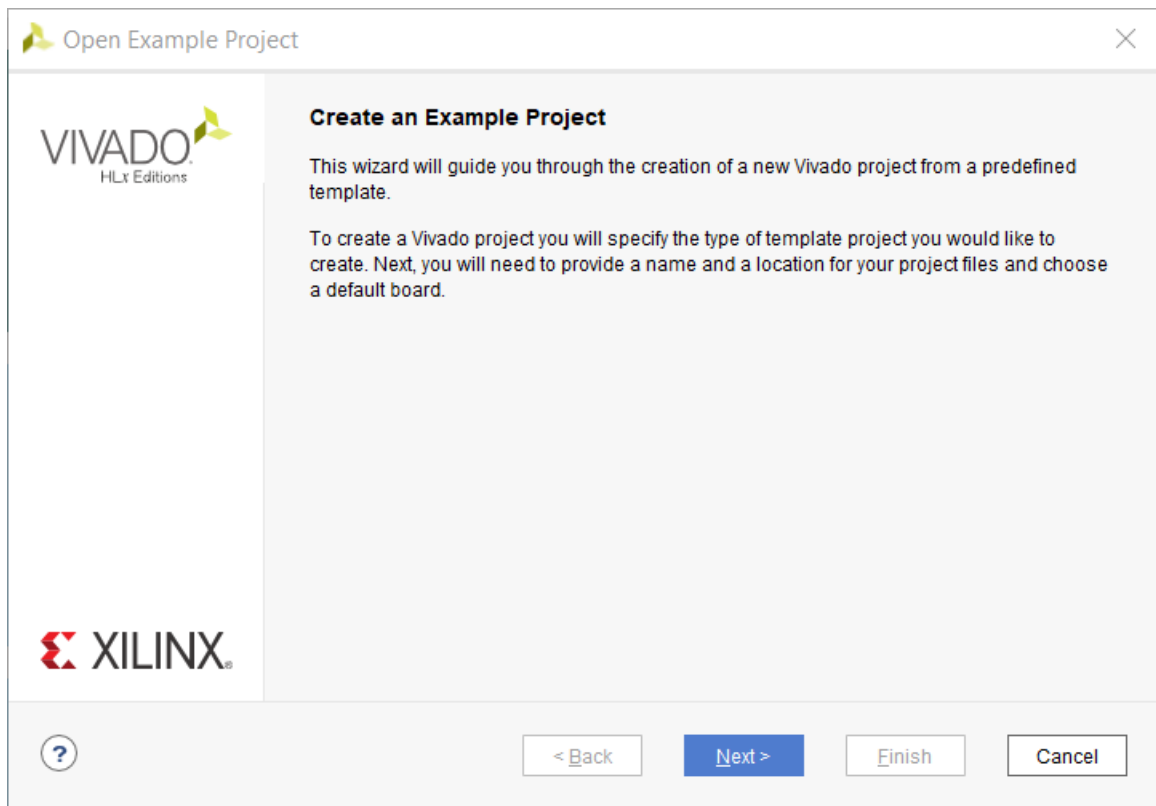 Open Example Project
VIVADO.
HLx Editions
Create an Example Project
This wizard will guide you through the creation of a new Vivado project from a predefined
template.
To create a Vivado project you will specify the type of template project you would like to
create. Next, you will need to provide a name and a location for your project files and choose
a default board.
XILINX®
?
< Back
Next >
Finish
Cancel